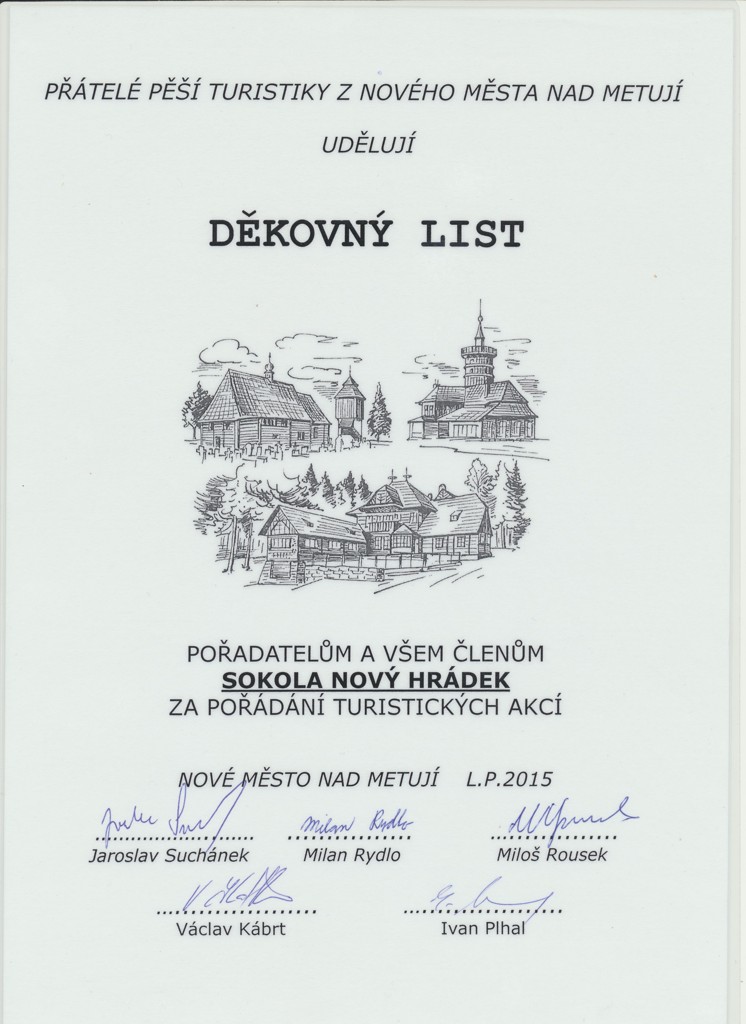 PŘÁTELÉ PĚŠÍ TURISTIKY Z NOVÉHO MĚSTA NAD METUJÍ
UDĚLUJÍ
DĚKOVNÝ LIST
POŘADATELŮM A VŠEM ČLENŮM
SOKOLA NOVÝ HRÁDEK
ZA POŘÁDÁNÍ TURISTICKÝCH AKCÍ
NOVÉ MĚSTO NAD METUJÍ L.P.2015
Milan Rydlo
Jaroslav Suchánek Milan Rydlo Miloš Rousek
Václav Kábrt Ivan Plhal